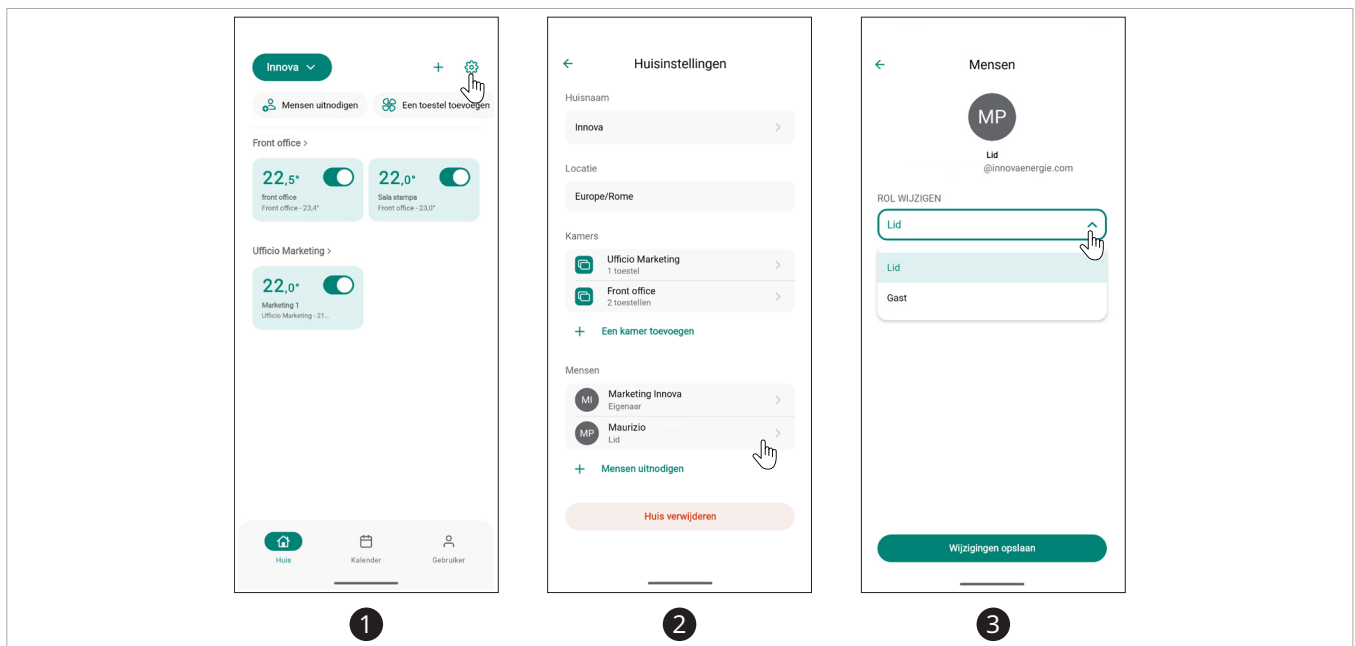 Innova
Mensen uitnodigen
Een toestel toevoegen
Front office >
22,5°
front office
Front office - 23,4°
22,0°
Sala stampa
Front office - 23,0°
Ufficio Marketing >
22,0°
Marketing 1
Ufficio Marketing - 21...
Huis
Kalender
Gebruiker
1
Huisinstellingen
Huisnaam
Innova
Locatie
Europe/Rome
Kamers
Ufficio Marketing
1 toestel
Front office
2 toestellen
+ Een kamer toevoegen
Mensen
MI
Marketing Innova
Eigenaar
MP
Maurizio
Lid
+ Mensen uitnodigen
Huis verwijderen
2
Mensen
MP
Lid
@innovaenergie.com
ROL WIJZIGEN
Lid
Lid
Gast
Wijzigingen opslaan
3